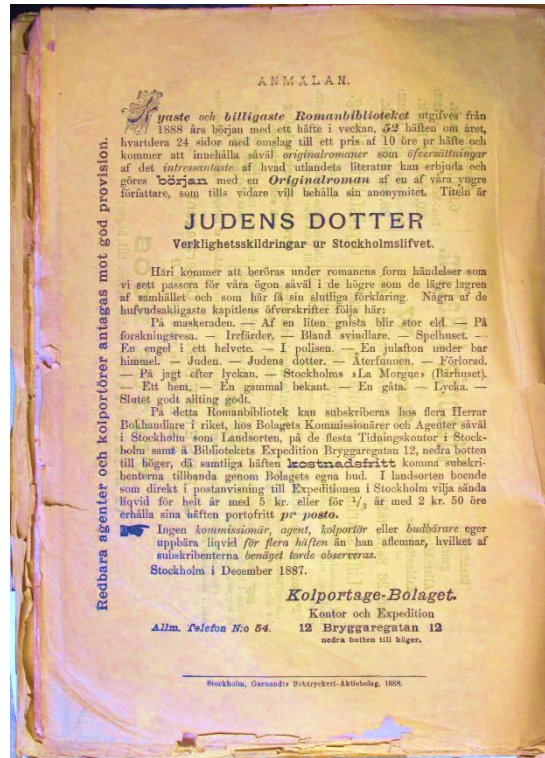 ANMÄLAN.
Nyaste och billigaste Romanbiblioteket utgifves från
1888 års början med ett häfte i veckan, 52 häften om året,
hvartdera 24 sidor med omslag till ett pris af 10 öre pr häfte och
kommer att innehålla såväl originalromaner som öfversättningar
af det intressantaste af hvad utlandets literatur kan erbjuda och
göres början med en Originalroman af en af våra yngre
författare, som tills vidare vill behålla sin anonymitet. Titeln är
JUDENS DOTTER
Verklighetsskildringar ur Stockholmslifvet.
Häri kommer att beröras under romanens form händelser som
vi sett passera för våra ögon såväl i de högre som de lägre lagren
af samhället och som här få sin slutliga förklaring. Några af de
hufvudsakligaste kapitlens öfverskrifter följa här:
På maskeraden. — Af en liten gnista blir stor eld — På
forskningsresa. — Irrfärder. — Bland svindlare. — Spelhuset. —
En engel i ett helvete. — I polisen. — En julafton under bar
himmel. — Juden. — Judens dotter. — Återfunnen. — Förlorad.
— På jagt efter lyckan. — Stockholms »La Morgue» (Bårhuset).
— Ett hem. — En gammal bekant. — En gåta. — Lycka. —
Slutet godt allting godt.
På detta Romanbibliotek kan subskriberas hos flera Herrar
Bokhandlare i riket, hos Bolagets Kommissionärer och Agenter såväl
i Stockholm som Landsorten, på de flesta Tidningskontor i Stock-
holm samt å Bibliotekets Expedition Bryggaregatan 12, nedra botten
till höger, då samtliga häften kostnadsfritt komma subskri-
benterna tillhanda genom Bolagets egna bud. I landsorten boende
som direkt i postanvisning till Expeditionen i Stockholm vilja sända
liqvid för helt år med 5 kr. eller för 1/2 år med 2 kr. 50 öre
erhålla sina häften portofritt pr posto.
Ingen kommissionär, agent, kolportör eller budbärare eger
uppbära liqvid för flera häften än han aflemnar, hvilket af
subskribenterna benäget torde observeras.
Stockholm i December 1887.
Kolportage-Bolaget.
Kontor och Expedition
Allm. Telefon N:o 54. 12 Bryggaregatan 12
nedra botten till höger.
Stockholm, Gernandts Boktryckeri-Aktiebolag, 1888.
Redbara agenter och kolportörer antagas mot god provision.